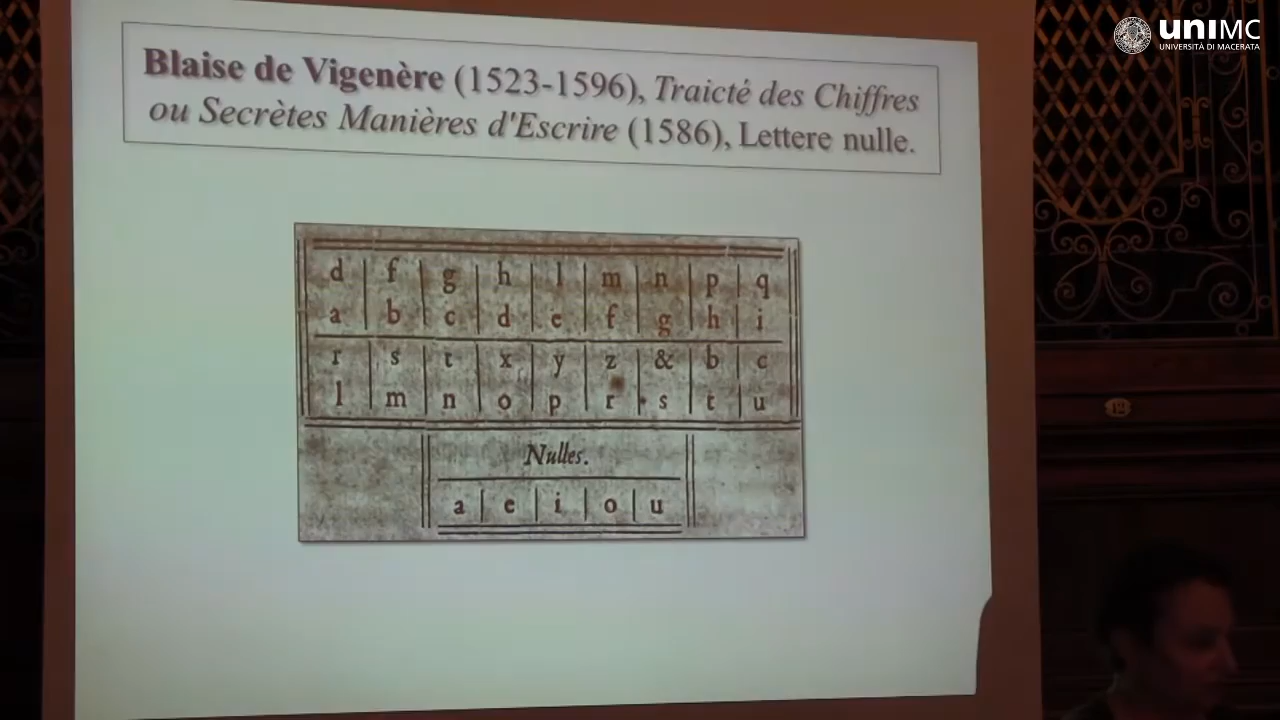 uniMC
UNIVERSITÀ DI MACERATA
Blaise de Vigenère (1523-1596), Traicté des Chiffres
ou Secrètes Manières d'Escrire (1586), Lettere nulle.
d f g h l m n p q
a b c d e f g h i
r s t x y z & b c
l m n o p r s t u
Nulles.
a e i o u
12